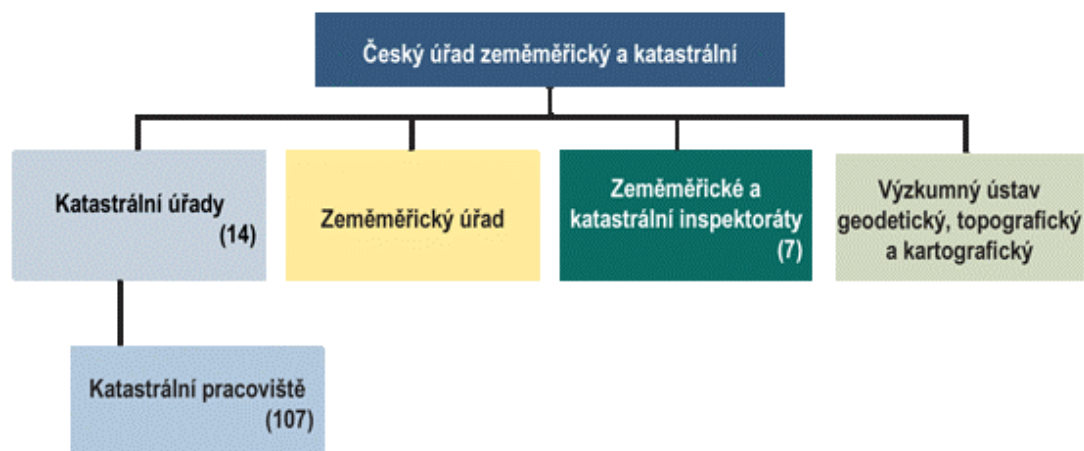 Český úřad zeměměřický a katastrální
Katastrální úřady
(14)
Zeměměřický úřad
Zeměměřické a
katastrální inspektoráty
(7)
Výzkumný ústav
geodetický, topografický
a kartografický
Katastrální pracoviště
(107)